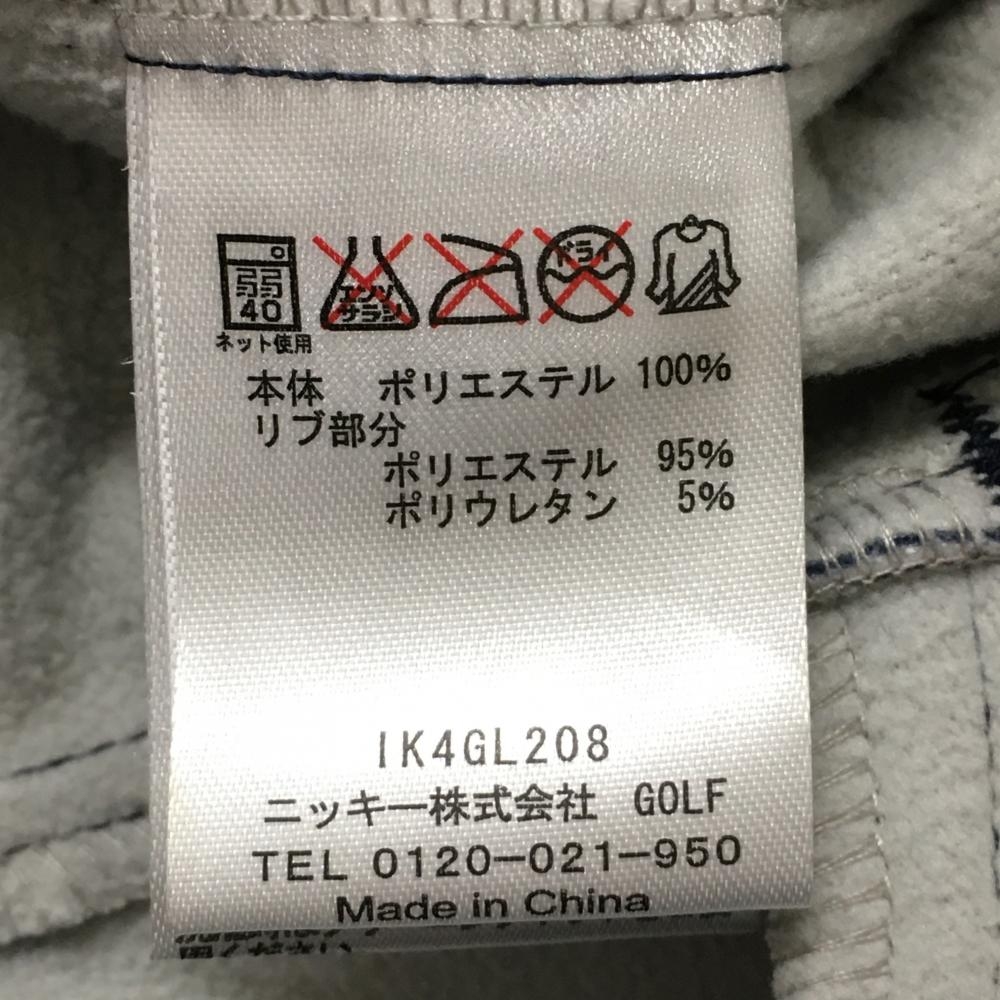 弱
40
エンソ
サラシ
ドライ
ネット使用
本体 ポリエステル 100%
リブ部分
ポリエステル 95%
ポリウレタン 5%
IK4GL208
ニッキー株式会社 GOLF
TEL 0120-021-950
Made in China